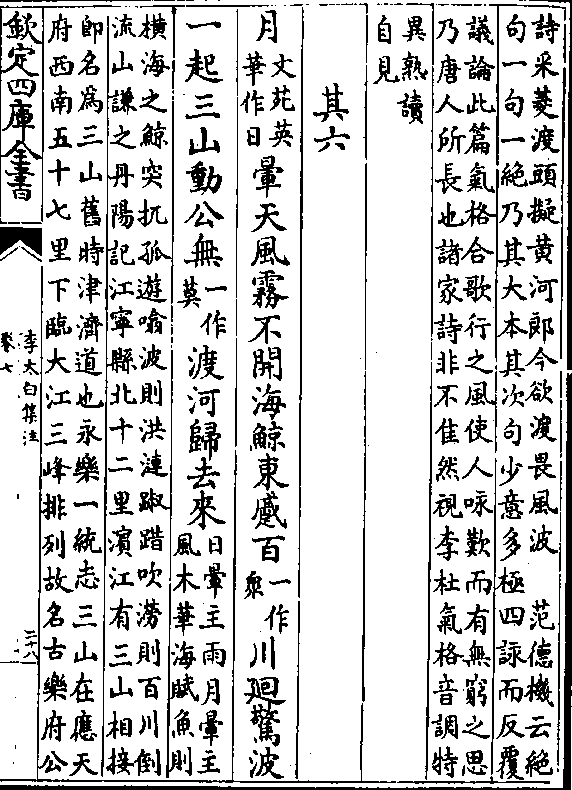 詩采菱渡頭擬黄河郎今欲渡畏風波　范德機云絶
句一句一絶乃其大本其次句少意多極四詠而反覆
議論此篇氣格合歌行之風使人咏歎而有無窮之思
乃唐人所長也諸家詩非不佳然視李杜氣格音調特
異熟讀
自見
其六
月文苑英華作日暈天風霧不開海鯨東蹙百一作衆川廻驚波
一起三山動公無一作莫渡河歸去來日暈主雨月暈主風木華海賦魚則
横海之鯨突扤孤遊噏波則洪漣踧蹜吹澇則百川倒
流山謙之丹陽記江寧縣北十二里濵江有三山相接
即名為三山舊時津濟道也永樂一統志三山在應天
府西南五十七里下臨大江三峰排列故名古樂府公
欽定四庫全書
李太白集注
卷七
二十八